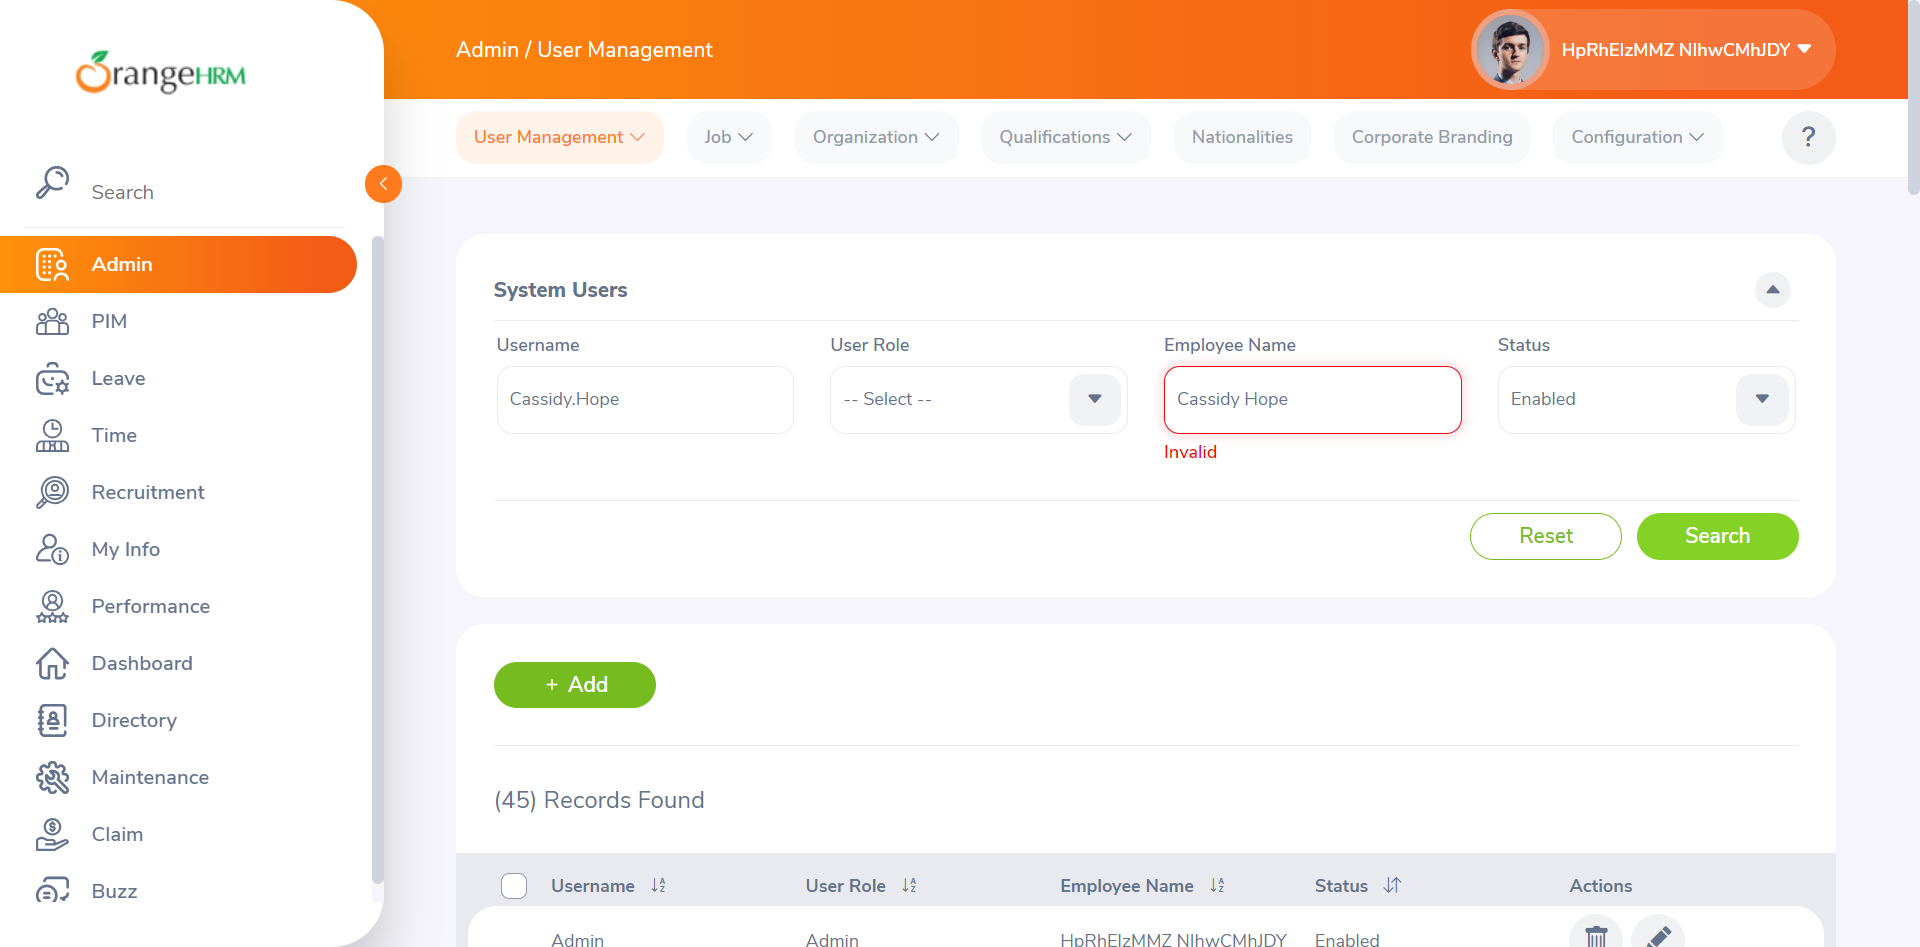 OrangeHRM
Search
Admin
PIM
Leave
Time
Recruitment
My Info
Performance
Dashboard
Directory
Maintenance
Claim
Buzz
Admin / User Management
HpRhElzMMZ NlhwCMhJDY
User Management
Job
Organization
Qualifications
Nationalities
Corporate Branding
Configuration
?
System Users
Username
User Role
Employee Name
Status
Cassidy.Hope
-- Select --
Cassidy Hope
Enabled
Invalid
Reset
Search
+ Add
(45) Records Found
Username
User Role
Employee Name
Status
Actions
Admin
Admin
HpRhElzMMZ NlhwCMhJDY
Enabled